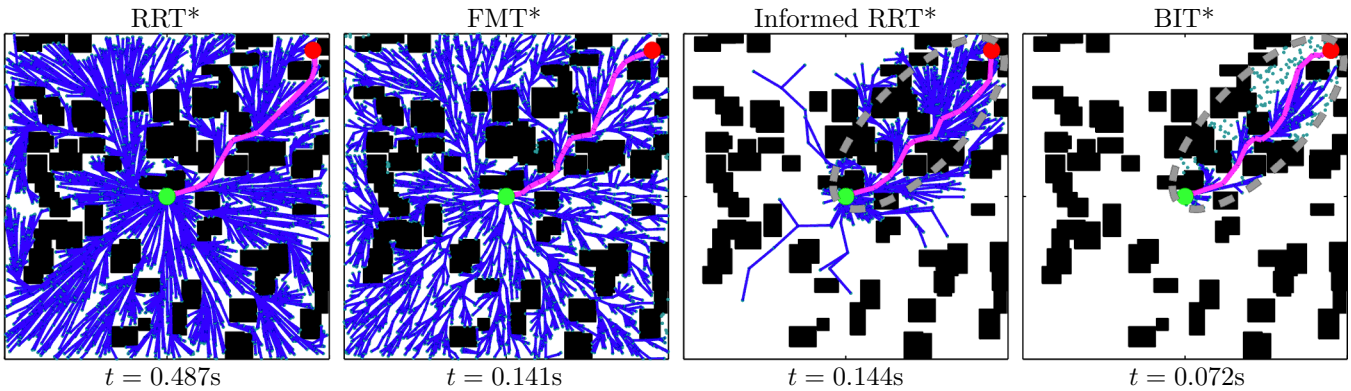 RRT* FMT* Informed RRT* BIT*
t = 0.487s t = 0.141s t = 0.144s t = 0.072s